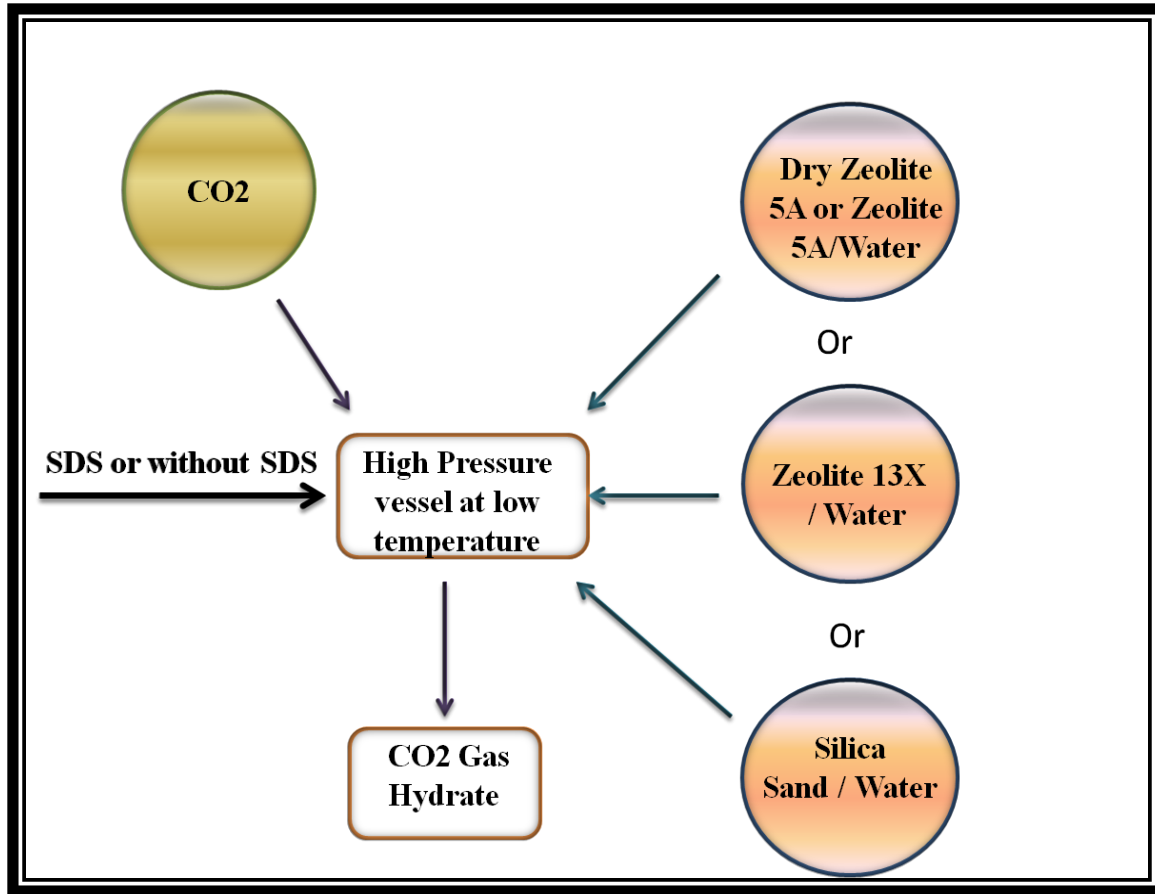 CO2
Dry Zeolite
5A or Zeolite
5A/Water
Or
SDS or without SDS
High Pressure
vessel at low
temperature
Zeolite 13X
/ Water
Or
CO2 Gas
Hydrate
Silica
Sand / Water